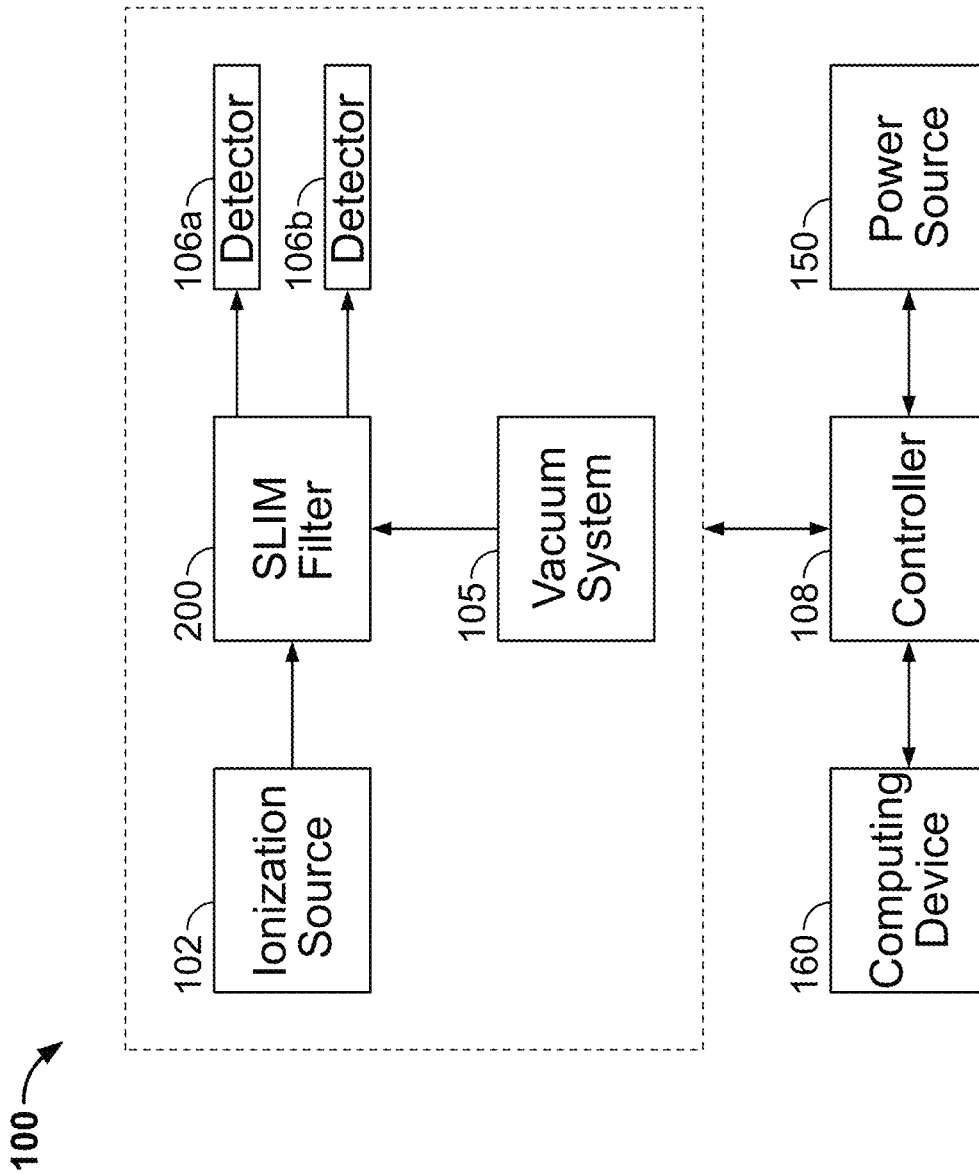 100
102
Ionization
Source
200
SLIM
Filter
106a
Detector
106b
Detector
105
Vacuum
System
160
Computing
Device
108
Controller
150
Power
Source